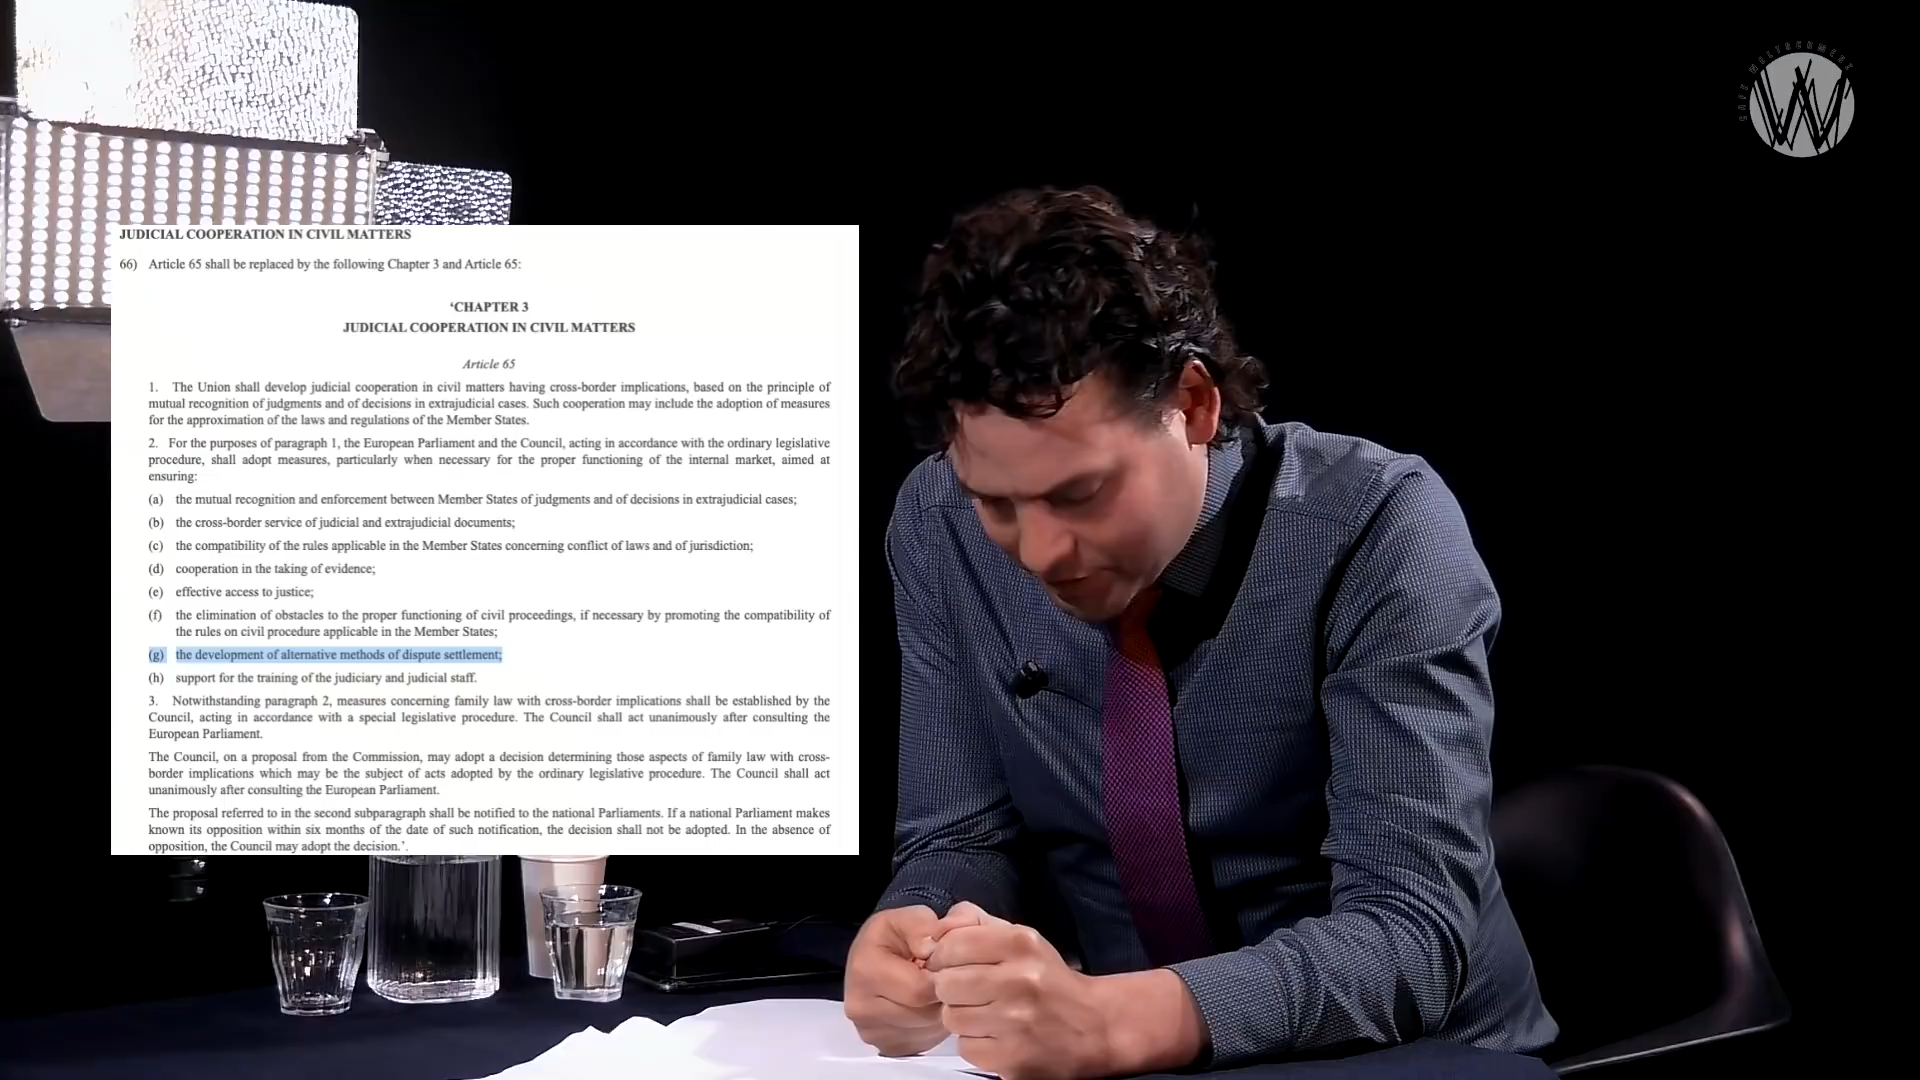 JUDICIAL COOPERATION IN CIVIL MATTERS
66) Article 65 shall be replaced by the following Chapter 3 and Article 65:
‘CHAPTER 3
JUDICIAL COOPERATION IN CIVIL MATTERS
Article 65
1. The Union shall develop judicial cooperation in civil matters having cross-border implications, based on the principle of
mutual recognition of judgments and of decisions in extrajudicial cases. Such cooperation may include the adoption of measures
for the approximation of the laws and regulations of the Member States.
2. For the purposes of paragraph 1, the European Parliament and the Council, acting in accordance with the ordinary legislative
procedure, shall adopt measures, particularly when necessary for the proper functioning of the internal market, aimed at
ensuring:
(a) the mutual recognition and enforcement between Member States of judgments and of decisions in extrajudicial cases;
(b) the cross-border service of judicial and extrajudicial documents;
(c) the compatibility of the rules applicable in the Member States concerning conflict of laws and of jurisdiction;
(d) cooperation in the taking of evidence;
(e) effective access to justice;
(f) the elimination of obstacles to the proper functioning of civil proceedings, if necessary by promoting the compatibility of
the rules on civil procedure applicable in the Member States;
(g) the development of alternative methods of dispute settlement;
(h) support for the training of the judiciary and judicial staff.
3. Notwithstanding paragraph 2, measures concerning family law with cross-border implications shall be established by the
Council, acting in accordance with a special legislative procedure. The Council shall act unanimously after consulting the
European Parliament.
The Council, on a proposal from the Commission, may adopt a decision determining those aspects of family law with cross-
border implications which may be the subject of acts adopted by the ordinary legislative procedure. The Council shall act
unanimously after consulting the European Parliament.
The proposal referred to in the second subparagraph shall be notified to the national Parliaments. If a national Parliament makes
known its opposition within six months of the date of such notification, the decision shall not be adopted. In the absence of
opposition, the Council may adopt the decision.’.